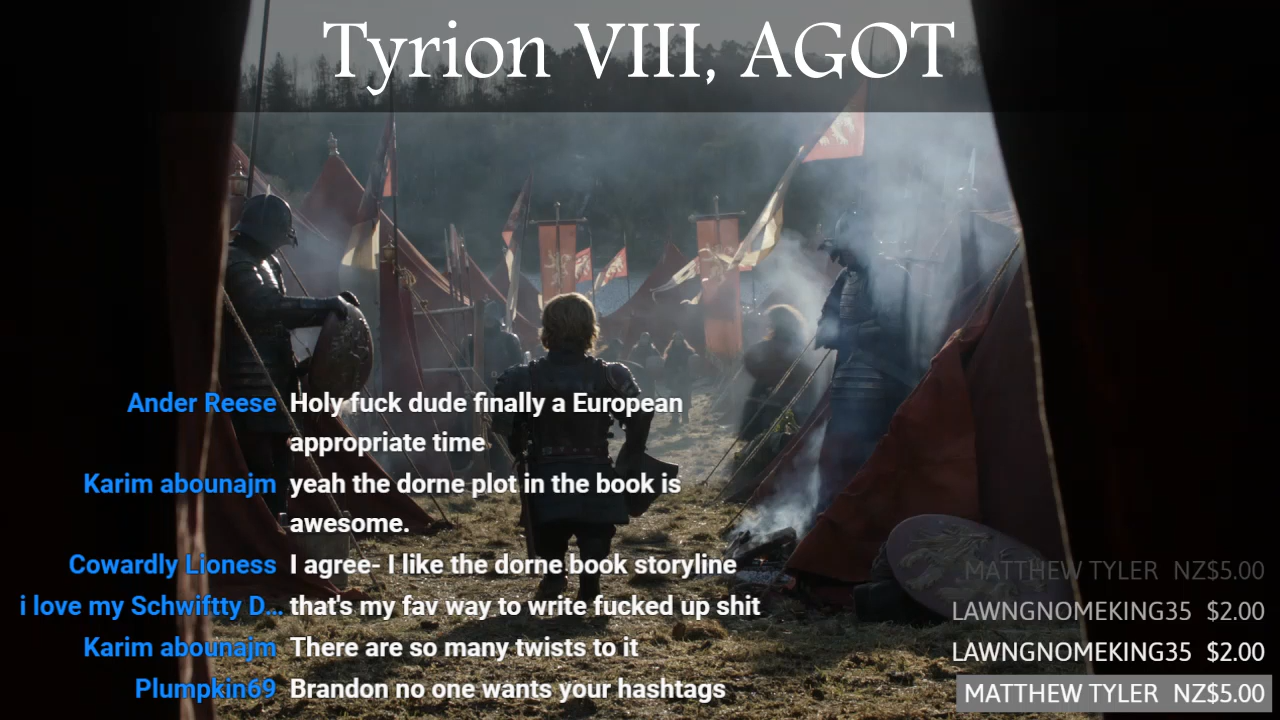 Tyrion VIII, AGOT
Ander Reese Holy fuck dude finally a European
appropriate time
Karim abounajm yeah the dorne plot in the book is
awesome.
Cowardly Lioness I agree- I like the dorne book storyline
i love my Schwiftty D... that's my fav way to write fucked up shit
Karim abounajm There are so many twists to it
Plumpkin69 Brandon no one wants your hashtags
MATTHEW TYLER NZ$5.00
LAWNGNOMEKING35 $2.00
LAWNGNOMEKING35 $2.00
MATTHEW TYLER NZ$5.00